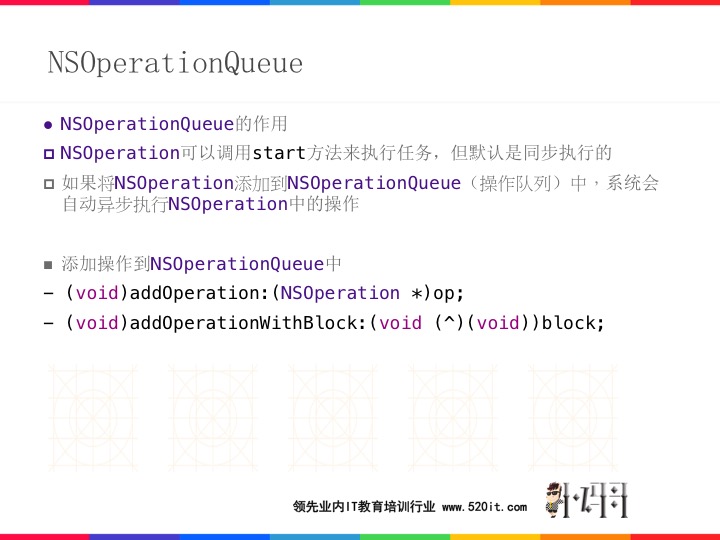 NSOperationQueue
NSOperationQueue的作用
NSOperation可以调用start方法来执行任务，但默认是同步执行的
如果将NSOperation添加到NSOperationQueue（操作队列）中，系统会
自动异步执行NSOperation中的操作
添加操作到NSOperationQueue中
- (void)addOperation:(NSOperation *)op;
- (void)addOperationWithBlock:(void (^)(void))block;
领先业内IT教育培训行业 www.520it.com
小码哥